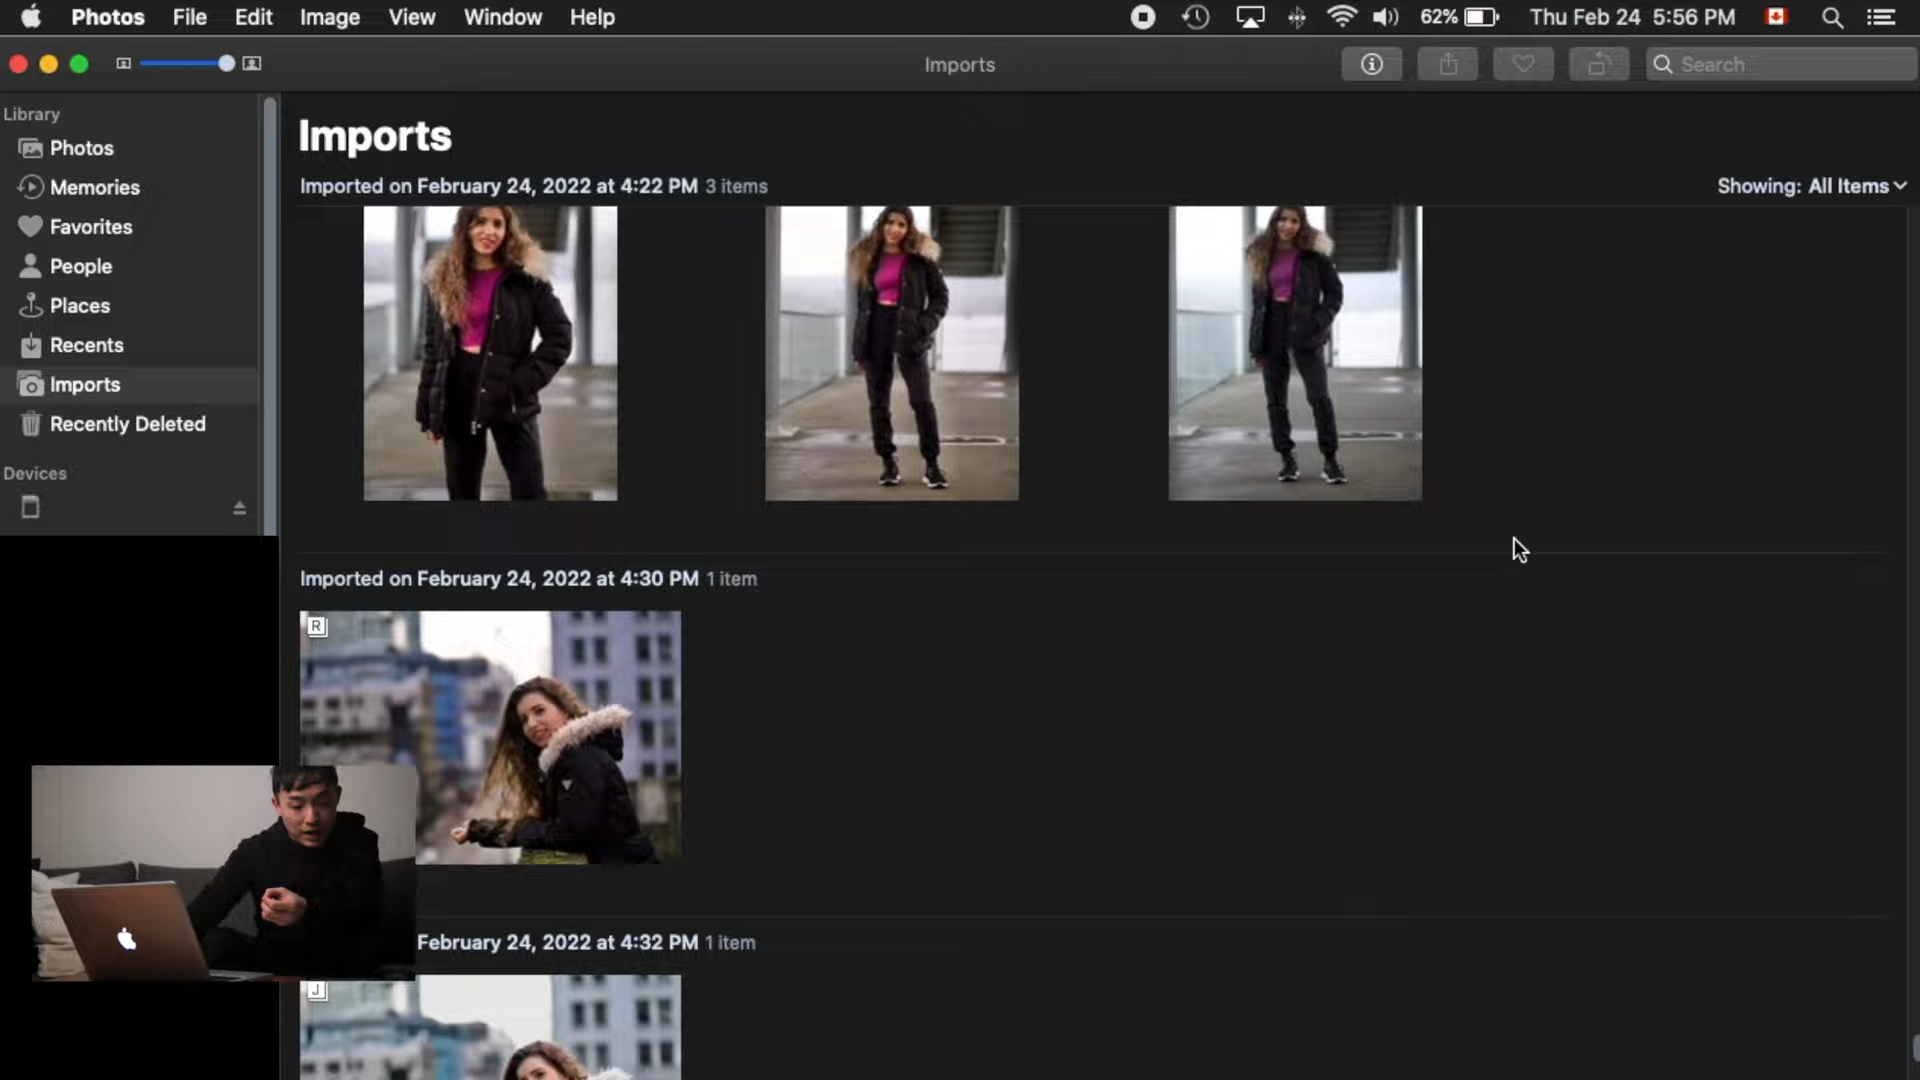 Photos File Edit Image View Window Help 62% Thu Feb 24 5:56 PM
Imports
Search
Library
Photos
Memories
Favorites
People
Places
Recents
Imports
Recently Deleted
Devices
Imports
Imported on February 24, 2022 at 4:22 PM 3 items
Showing: All Items
Imported on February 24, 2022 at 4:30 PM 1 item
R
February 24, 2022 at 4:32 PM 1 item
J